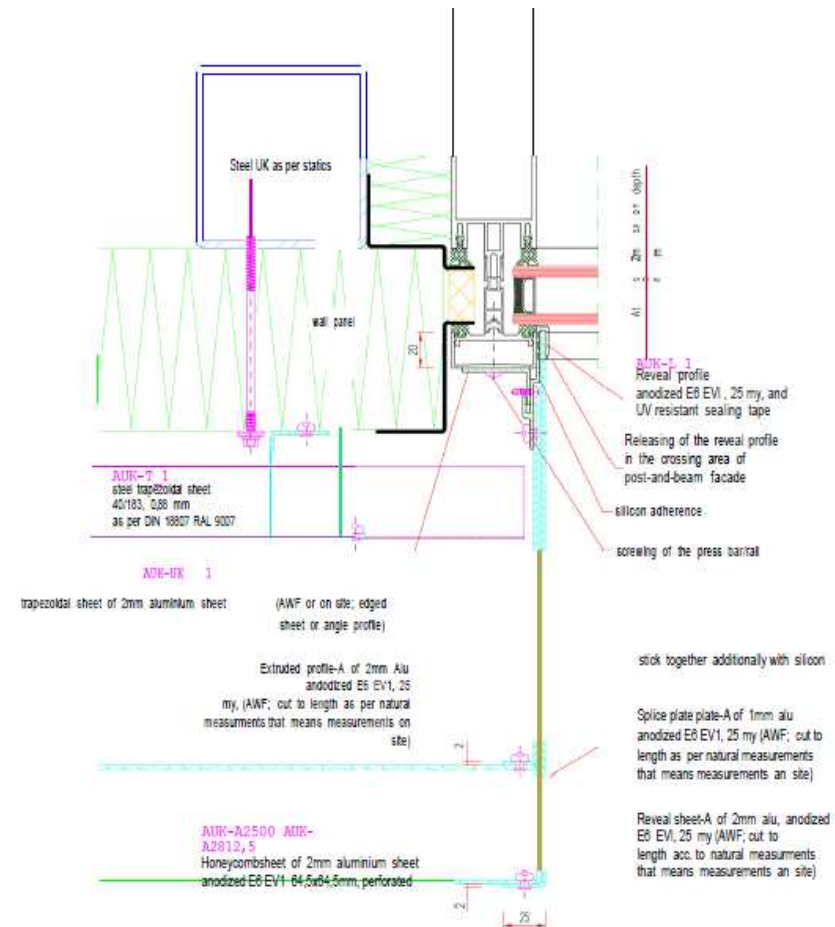 Steel UK as per statics
wall panel
20
AUK-L 1
Reveal profile
anodized E6 EVI , 25 my, and
UV resistant sealing tape
Releasing of the reveal profile
in the crossing area of
post-and-beam facade
silicon adherence
screwing of the press bar/rail
AUK-T 1
steel trapezoidal sheet
40/183, 0,88 mm
as per DIN 18807 RAL 9007
AUK-UK 1
trapezoidal sheet of 2mm aluminium sheet
(AWF or on site; edged
sheet or angle profile)
Extruded profile-A of 2mm Alu
andodized E6 EV1, 25
my, (AWF; cut to length as per natural
measurments that means measurements on
site)
stick together additionally with silicon
Splice plate plate-A of 1mm alu
anodized E6 EV1, 25 my (AWF; cut to
length as per natural measurements
that means measurements an site)
2
Reveal sheet-A of 2mm alu, anodized
E6 EVI, 25 my (AWF; cut to
length acc. to natural measurments
that means measurements an site)
AUK-A2500 AUK-
A2812,5
Honeycombsheet of 2mm aluminium sheet
anodized E6 EV1 64,5x64,5mm, perforated
2
25